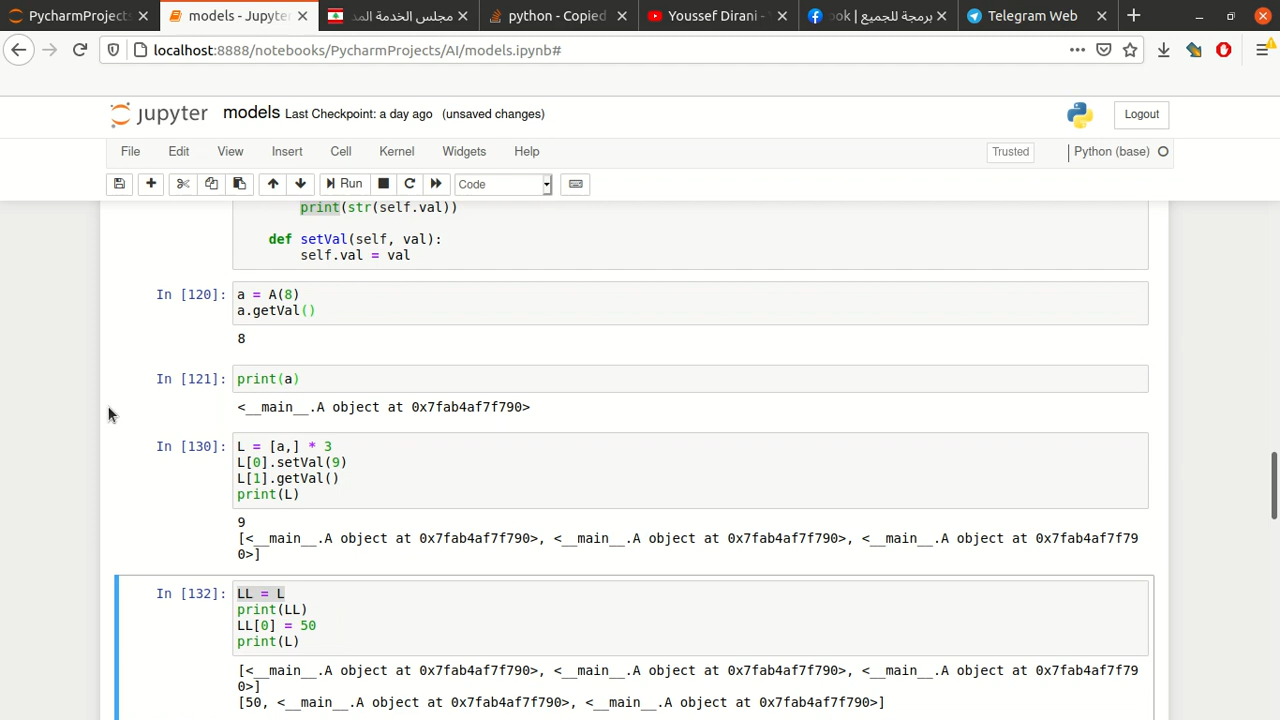 PycharmProjects
models - Jupyter
مجلس الخدمة المد
python - Copied
Youssef Dirani -
برمجة للجميع | ook
Telegram Web
localhost:8888/notebooks/PycharmProjects/AI/models.ipynb#
jupyter models Last Checkpoint: a day ago (unsaved changes)
Logout
File Edit View Insert Cell Kernel Widgets Help
Trusted
Python (base)
Run
Code
print(str(self.val))
def setVal(self, val):
self.val = val
In [120]: a = A(8)
a.getVal()
8
In [121]: print(a)
<__main__.A object at 0x7fab4af7f790>
In [130]: L = [a,] * 3
L[0].setVal(9)
L[1].getVal()
print(L)
9
[<__main__.A object at 0x7fab4af7f790>, <__main__.A object at 0x7fab4af7f790>, <__main__.A object at 0x7fab4af7f79
0>]
In [132]: LL = L
print(LL)
LL[0] = 50
print(L)
[<__main__.A object at 0x7fab4af7f790>, <__main__.A object at 0x7fab4af7f790>, <__main__.A object at 0x7fab4af7f79
0>]
[50, <__main__.A object at 0x7fab4af7f790>, <__main__.A object at 0x7fab4af7f790>]